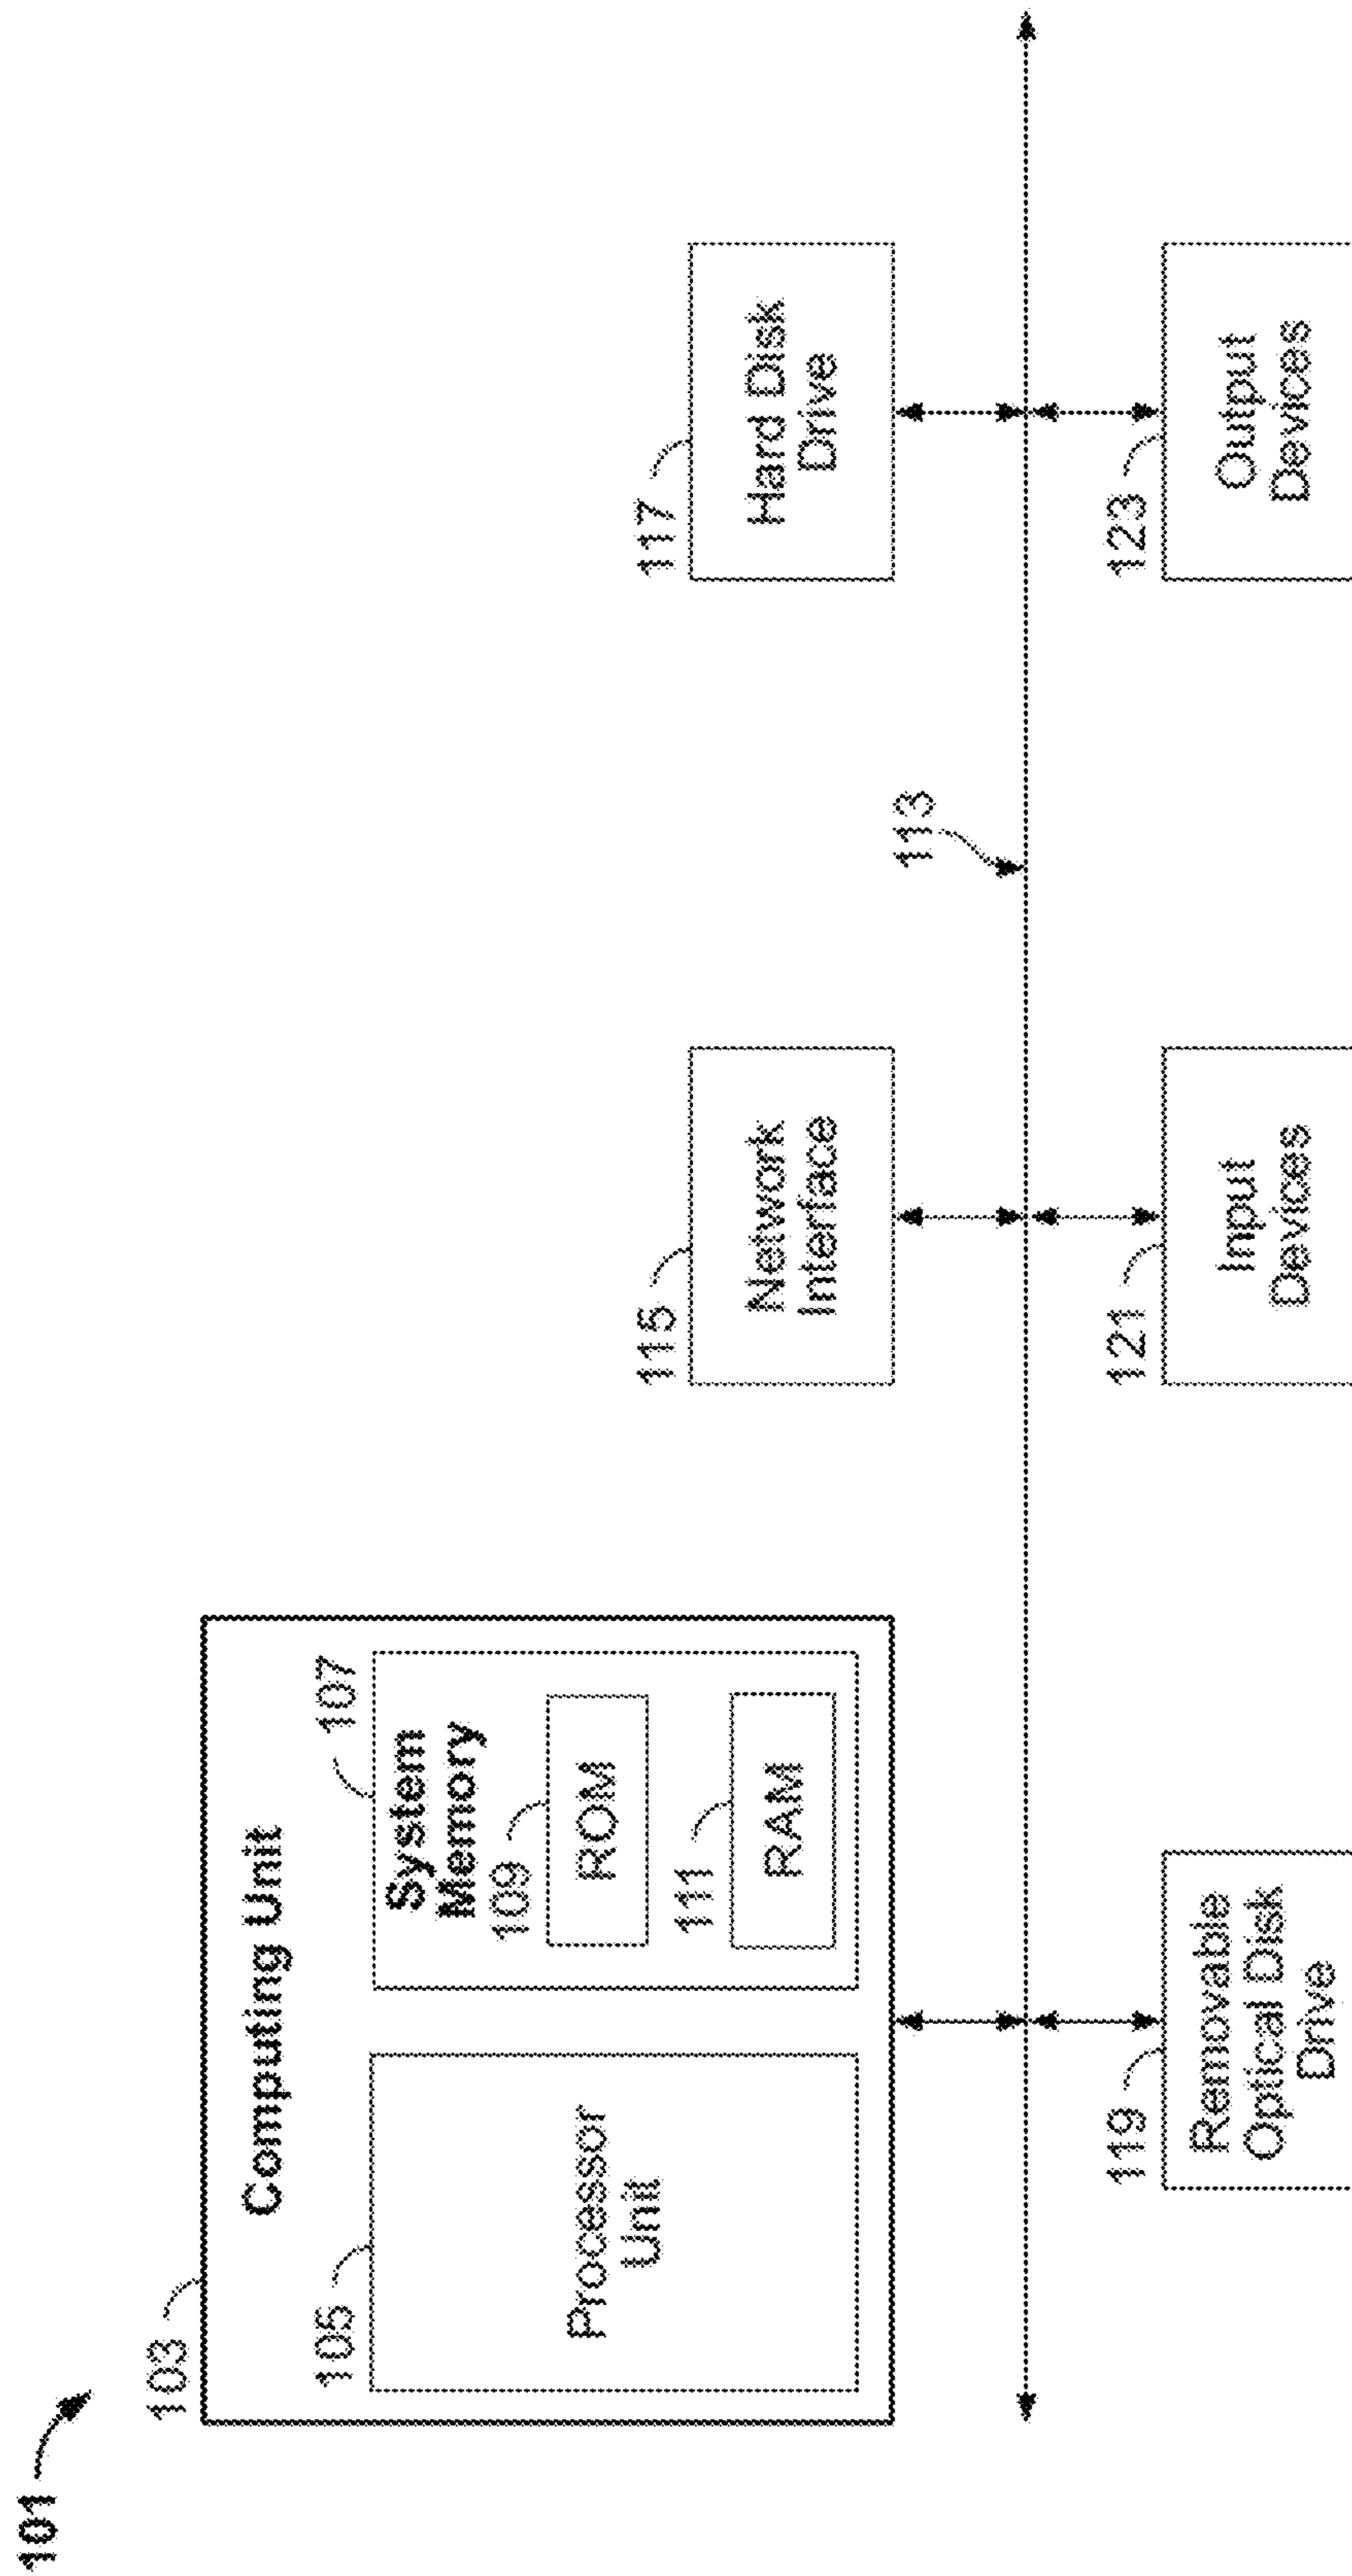 101
103
Computing Unit
105
Processor
Unit
107
System
Memory
109
ROM
111
RAM
115
Network
Interface
117
Hard Disk
Drive
113
119
Removable
Optical Disk
Drive
121
Input
Devices
123
Output
Devices